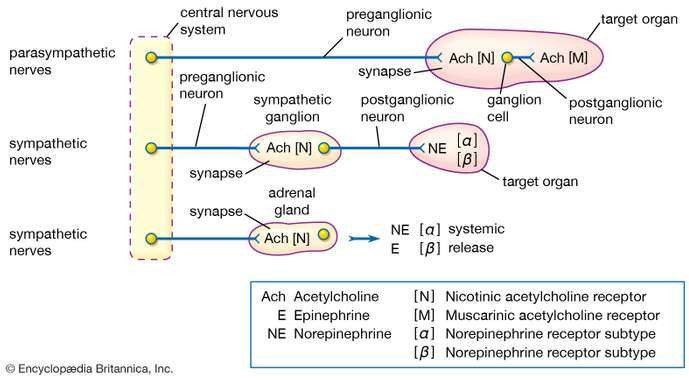 central nervous
system
preganglionic
neuron
target organ
parasympathetic
nerves
Ach [N]
Ach [M]
synapse
ganglion
cell
postganglionic
neuron
preganglionic
neuron
sympathetic
ganglion
postganglionic
neuron
sympathetic
nerves
Ach [N]
NE [α]
[β]
synapse
target organ
adrenal
gland
synapse
sympathetic
nerves
Ach [N]
NE [α] systemic
E [β] release
Ach Acetylcholine [N] Nicotinic acetylcholine receptor
E Epinephrine [M] Muscarinic acetylcholine receptor
NE Norepinephrine [α] Norepinephrine receptor subtype
[β] Norepinephrine receptor subtype
© Encyclopædia Britannica, Inc.